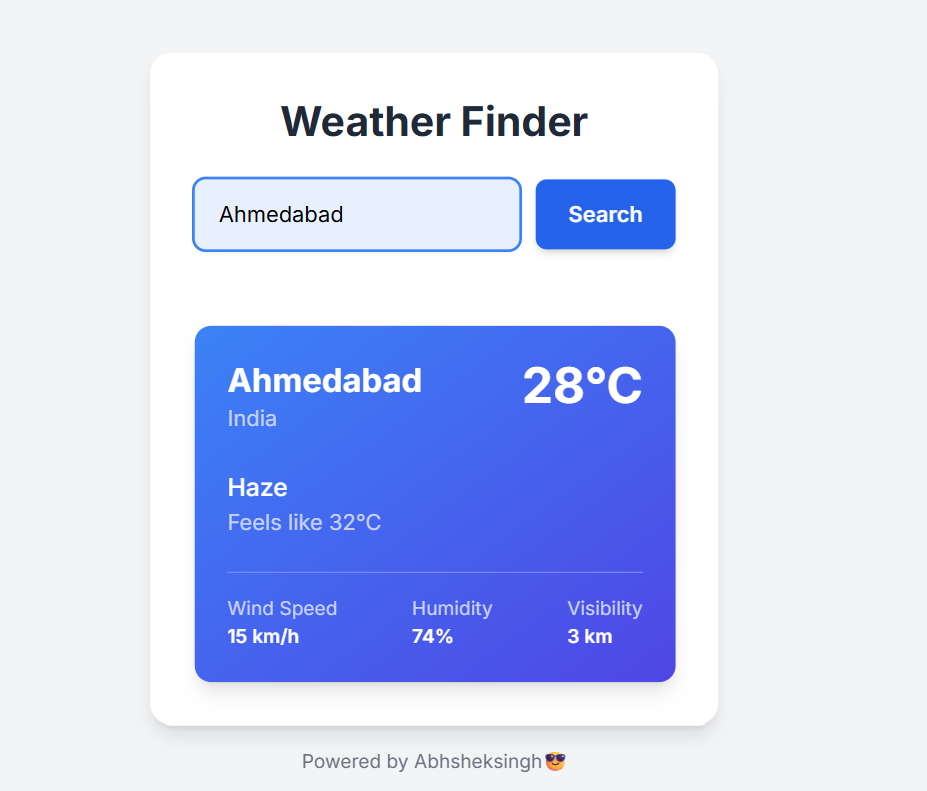 Weather Finder
Ahmedabad
Search
Ahmedabad
28°C
India
Haze
Feels like 32°C
Wind Speed
Humidity
Visibility
15 km/h
74%
3 km
Powered by Abhsheksingh😎